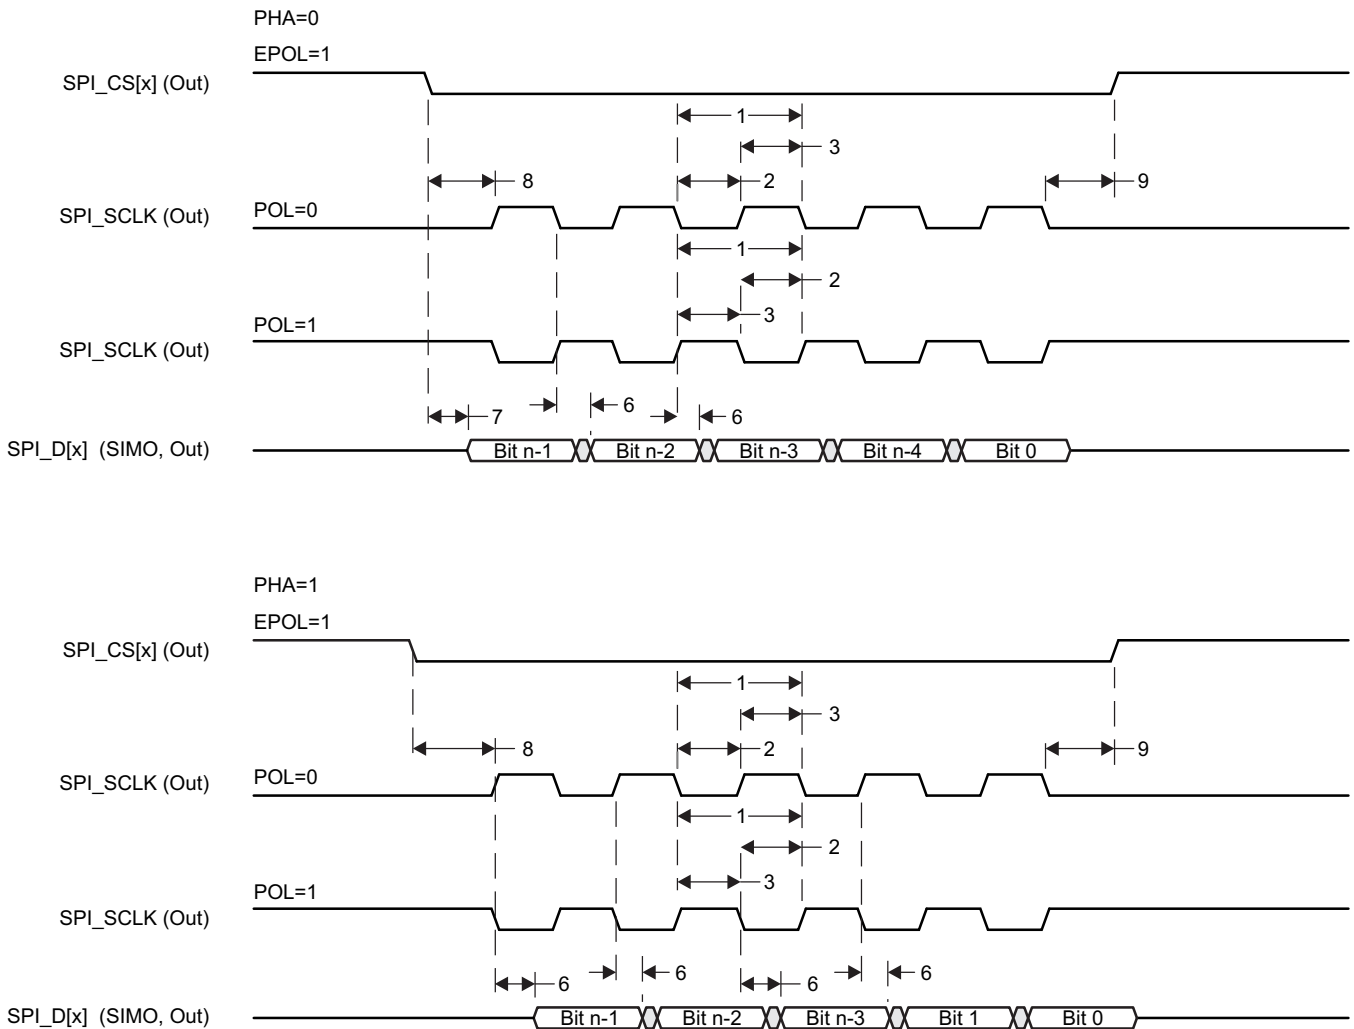 PHA=0
EPOL=1
SPI_CS[x] (Out)
1
3
8
2
9
SPI_SCLK (Out)
POL=0
1
2
3
POL=1
SPI_SCLK (Out)
7
6
6
SPI_D[x] (SIMO, Out)
Bit n-1
Bit n-2
Bit n-3
Bit n-4
Bit 0
PHA=1
EPOL=1
SPI_CS[x] (Out)
1
3
8
2
9
SPI_SCLK (Out)
POL=0
1
2
3
POL=1
SPI_SCLK (Out)
6
6
6
6
SPI_D[x] (SIMO, Out)
Bit n-1
Bit n-2
Bit n-3
Bit 1
Bit 0